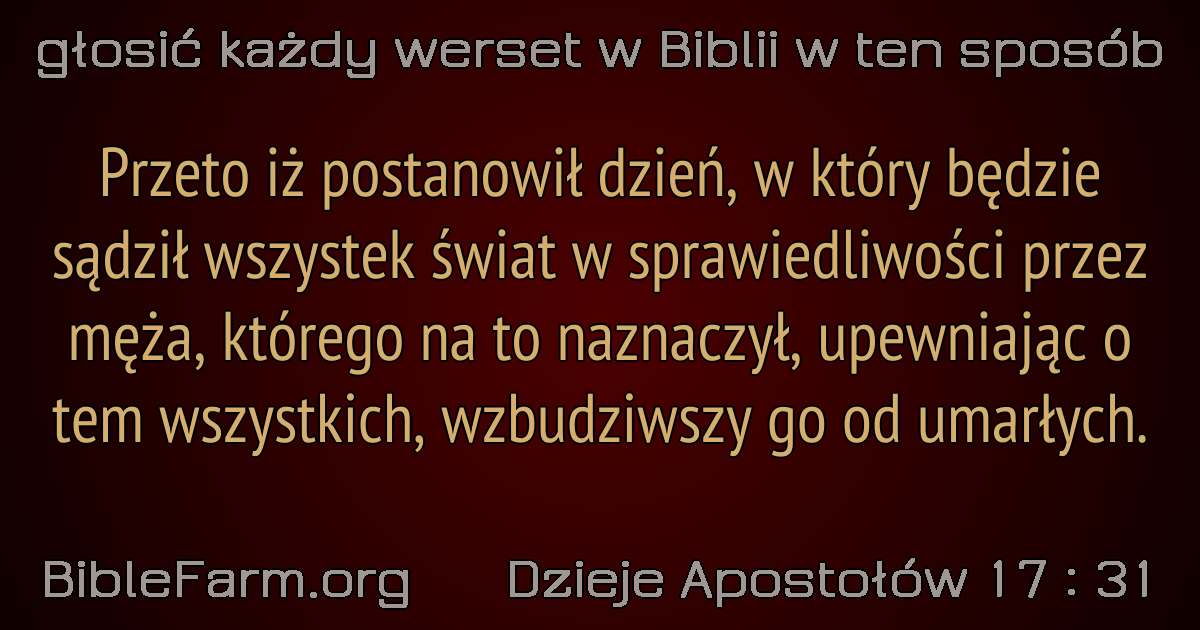 głosić każdy werset w Biblii w ten sposób
Przeto iż postanowił dzień, w który będzie
sądził wszystek świat w sprawiedliwości przez
męża, którego na to naznaczył, upewniając o
tem wszystkich, wzbudziwszy go od umarłych.
BibleFarm.org Dzieje Apostołów 17 : 31